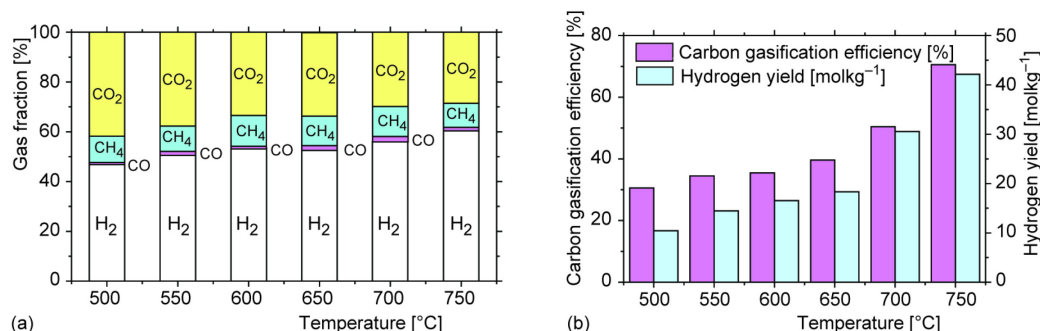 Gas fraction [%]
100
80
60
40
20
0
CO2 CO2 CO2 CO2 CO2 CO2
CH4 CH4 CH4 CH4 CH4 CH4
CO CO CO CO CO
H2 H2 H2 H2 H2 H2
500 550 600 650 700 750
(a) Temperature [°C]
Carbon gasification efficiency [%]
80
60
40
20
0
Carbon gasification efficiency [%]
Hydrogen yield [molkg–1]
50
40
30
20
10
0
Hydrogen yield [molkg–1]
500 550 600 650 700 750
(b) Temperature [°C]